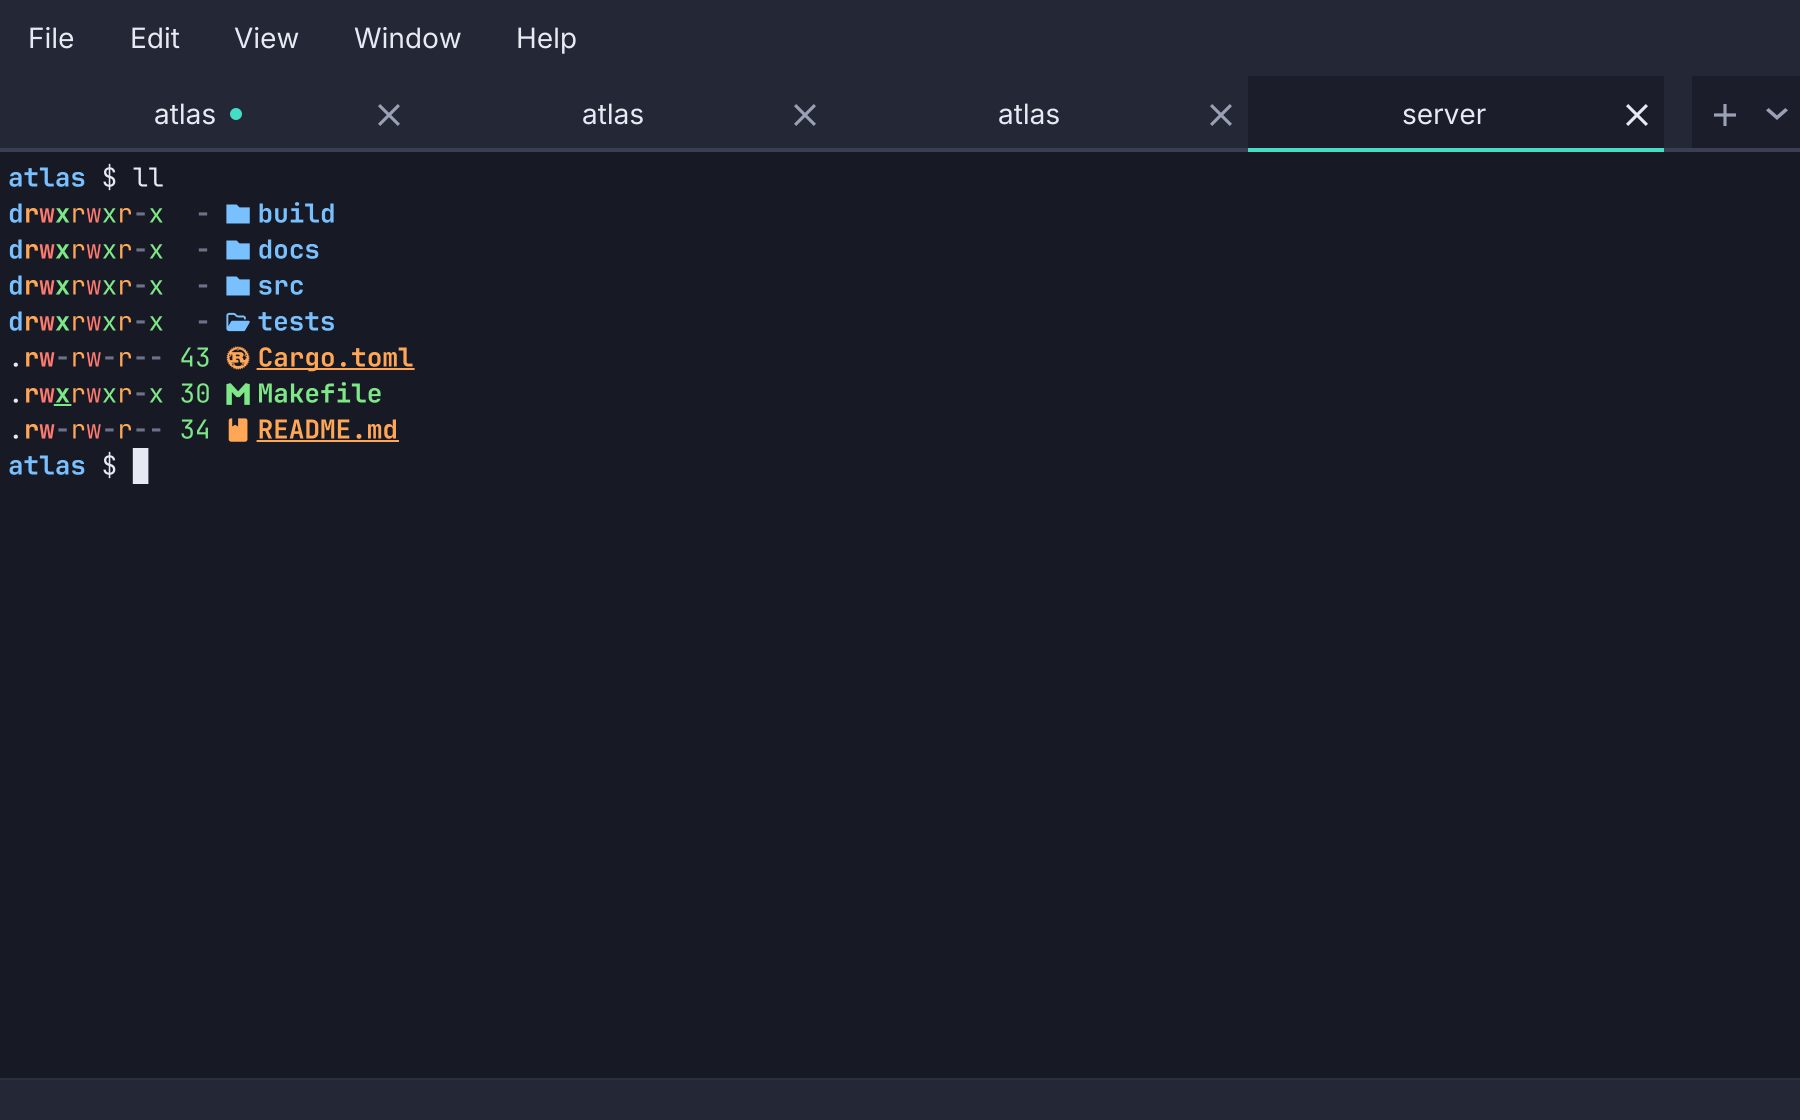 File Edit View Window Help
atlas atlas atlas server
atlas $ ll
drwxrwxr-x - build
drwxrwxr-x - docs
drwxrwxr-x - src
drwxrwxr-x - tests
.rw-rw-r-- 43 Cargo.toml
.rwxrwxr-x 30 Makefile
.rw-rw-r-- 34 README.md
atlas $